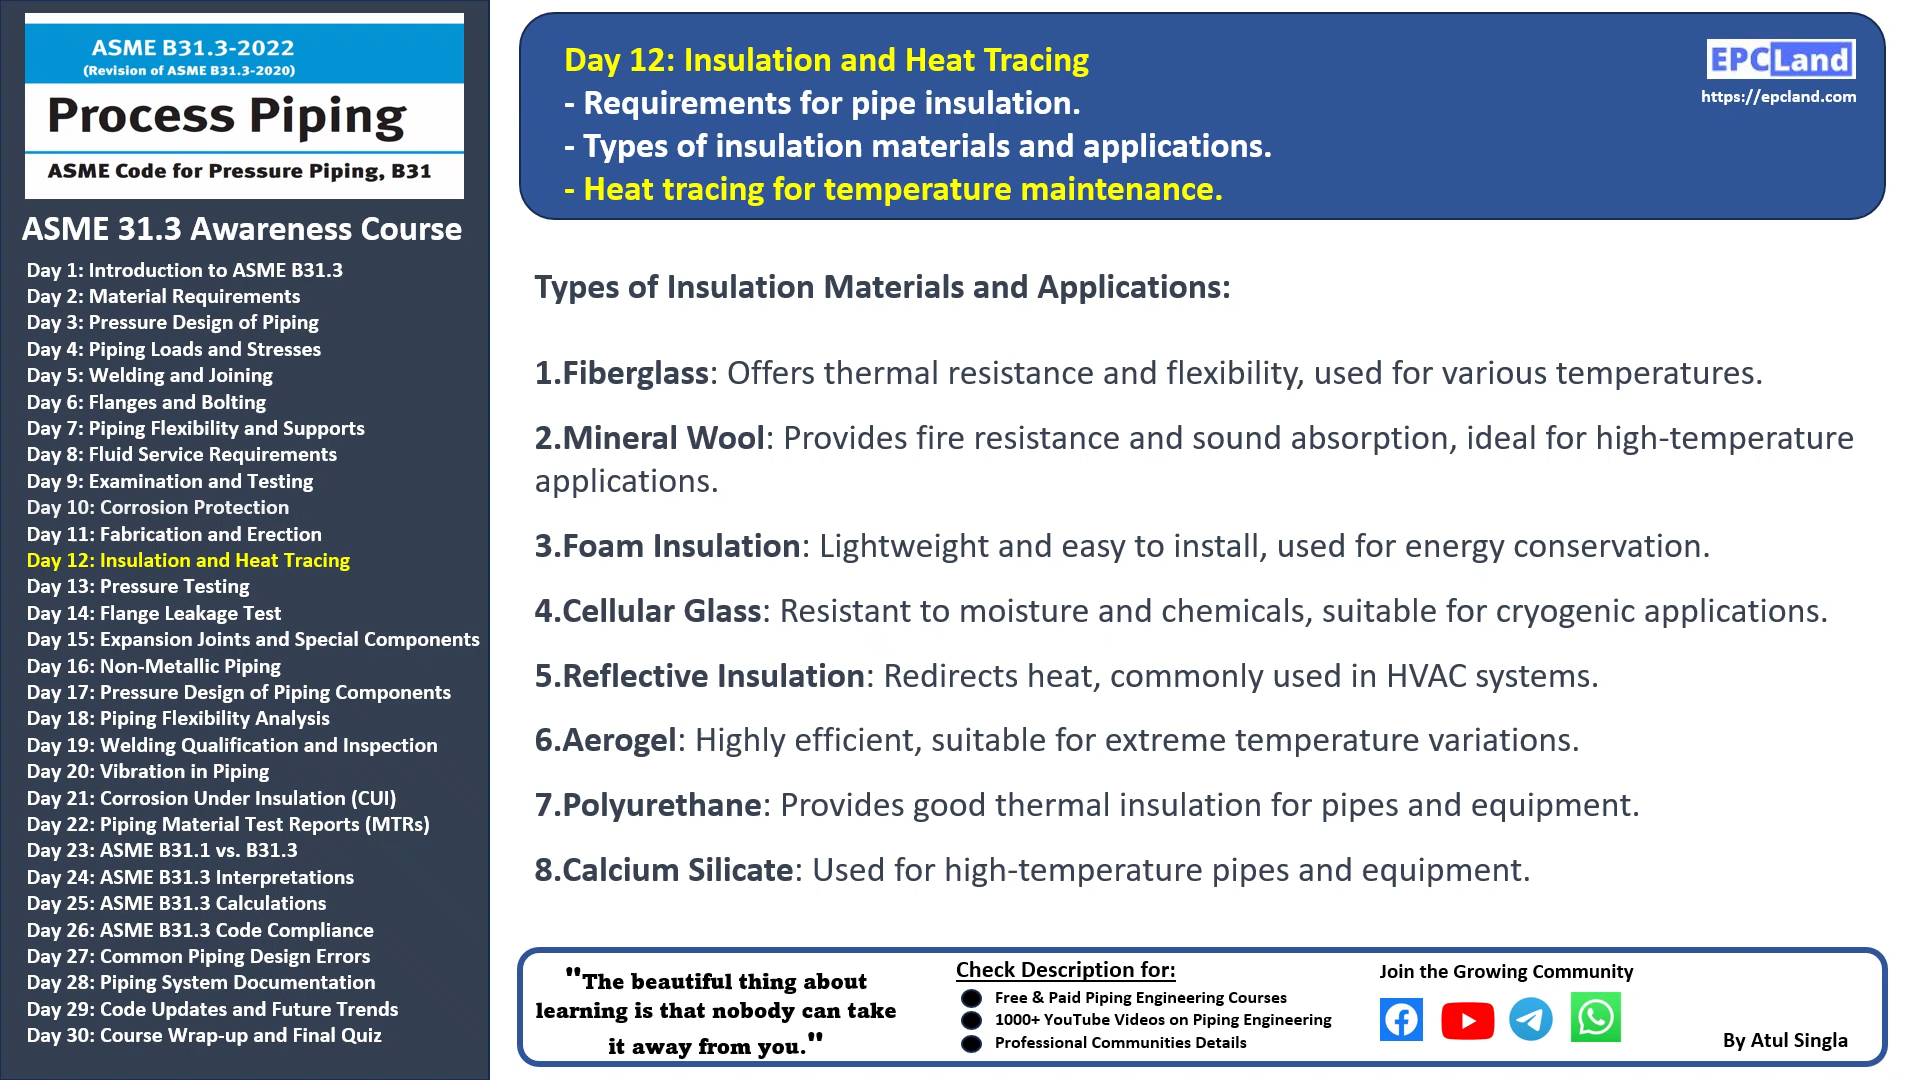 ASME B31.3-2022
(Revision of ASME B31.3-2020)
Process Piping
ASME Code for Pressure Piping, B31
ASME 31.3 Awareness Course
Day 1: Introduction to ASME B31.3
Day 2: Material Requirements
Day 3: Pressure Design of Piping
Day 4: Piping Loads and Stresses
Day 5: Welding and Joining
Day 6: Flanges and Bolting
Day 7: Piping Flexibility and Supports
Day 8: Fluid Service Requirements
Day 9: Examination and Testing
Day 10: Corrosion Protection
Day 11: Fabrication and Erection
Day 12: Insulation and Heat Tracing
Day 13: Pressure Testing
Day 14: Flange Leakage Test
Day 15: Expansion Joints and Special Components
Day 16: Non-Metallic Piping
Day 17: Pressure Design of Piping Components
Day 18: Piping Flexibility Analysis
Day 19: Welding Qualification and Inspection
Day 20: Vibration in Piping
Day 21: Corrosion Under Insulation (CUI)
Day 22: Piping Material Test Reports (MTRs)
Day 23: ASME B31.1 vs. B31.3
Day 24: ASME B31.3 Interpretations
Day 25: ASME B31.3 Calculations
Day 26: ASME B31.3 Code Compliance
Day 27: Common Piping Design Errors
Day 28: Piping System Documentation
Day 29: Code Updates and Future Trends
Day 30: Course Wrap-up and Final Quiz
Day 12: Insulation and Heat Tracing
- Requirements for pipe insulation.
- Types of insulation materials and applications.
- Heat tracing for temperature maintenance.
EPCLand
https://epcland.com
Types of Insulation Materials and Applications:
1.Fiberglass: Offers thermal resistance and flexibility, used for various temperatures.
2.Mineral Wool: Provides fire resistance and sound absorption, ideal for high-temperature
applications.
3.Foam Insulation: Lightweight and easy to install, used for energy conservation.
4.Cellular Glass: Resistant to moisture and chemicals, suitable for cryogenic applications.
5.Reflective Insulation: Redirects heat, commonly used in HVAC systems.
6.Aerogel: Highly efficient, suitable for extreme temperature variations.
7.Polyurethane: Provides good thermal insulation for pipes and equipment.
8.Calcium Silicate: Used for high-temperature pipes and equipment.
"The beautiful thing about
learning is that nobody can take
it away from you."
Check Description for:
Free & Paid Piping Engineering Courses
1000+ YouTube Videos on Piping Engineering
Professional Communities Details
Join the Growing Community
By Atul Singla